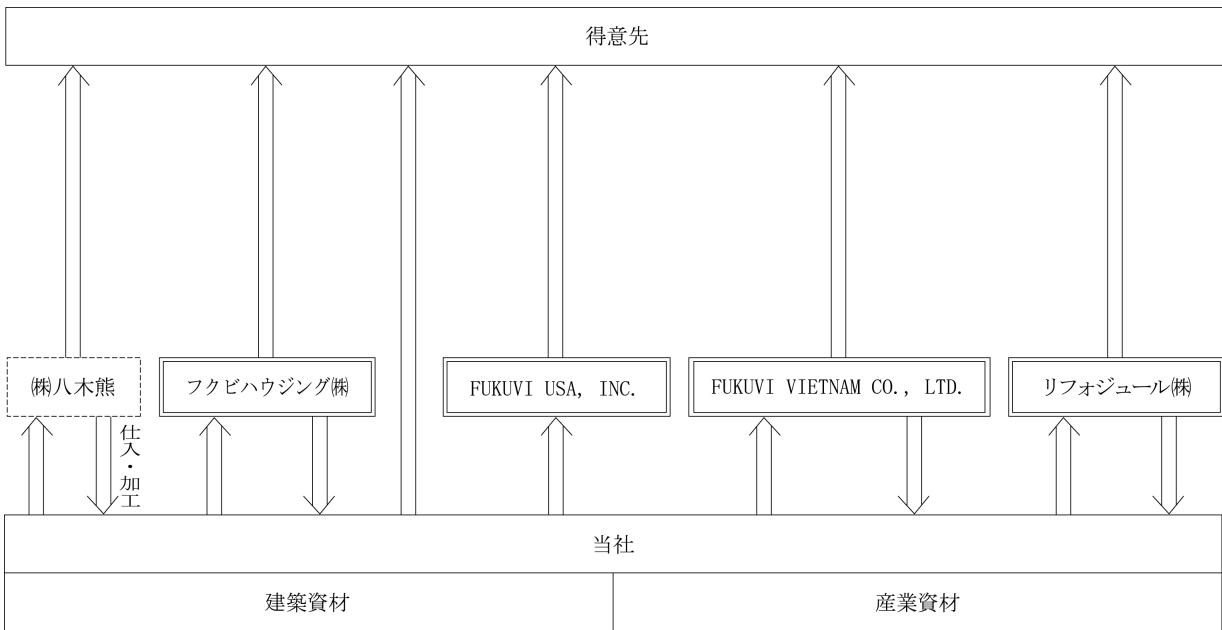 得意先
㈱八木熊
フクビハウジング㈱
FUKUVI USA, INC.
FUKUVI VIETNAM CO., LTD.
リフォジュール㈱
仕入・加工
当社
建築資材
産業資材